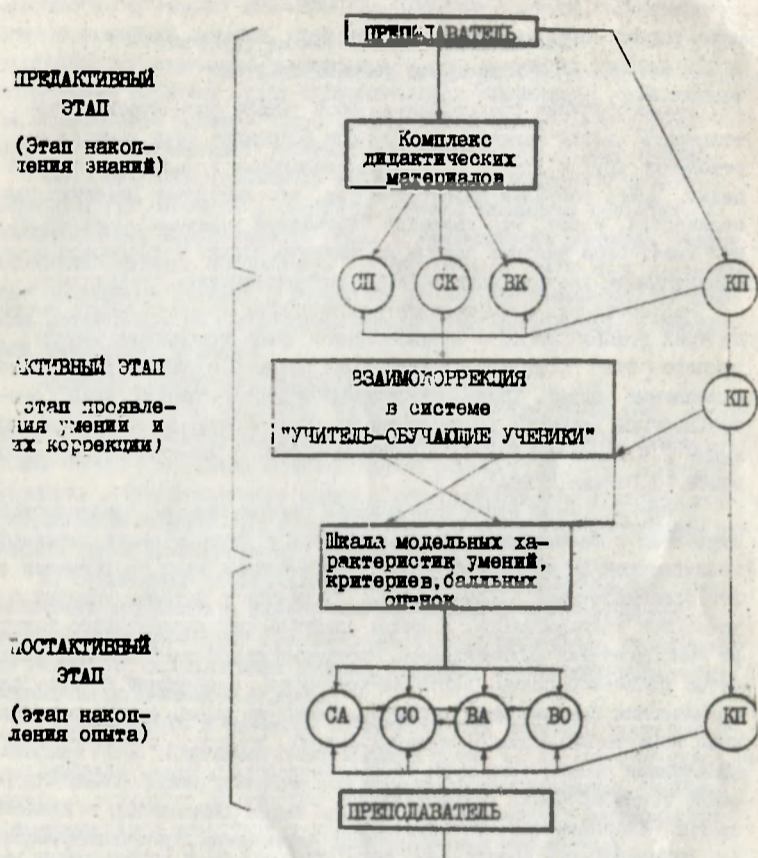 ПРЕПОДАВАТЕЛЬ
ПРЕДАКТИВНЫЙ
ЭТАП
(Этап накоп-
ления знаний)
Комплекс
дидактических
материалов
СП
СК
ВК
КП
АКТИВНЫЙ ЭТАП
(этап проявле-
ния умений и
их коррекции)
ВЗАИМОКОРРЕКЦИЯ
в системе
"УЧИТЕЛЬ-ОБУЧАЮЩИЕ УЧЕНИКИ"
КП
Шкала модельных ха-
рактеристик умений,
критериев, балльных
оценок
ПОСТАКТИВНЫЙ
ЭТАП
(этап накоп-
ления опыта)
СА
СО
ВА
ВО
КП
ПРЕПОДАВАТЕЛЬ